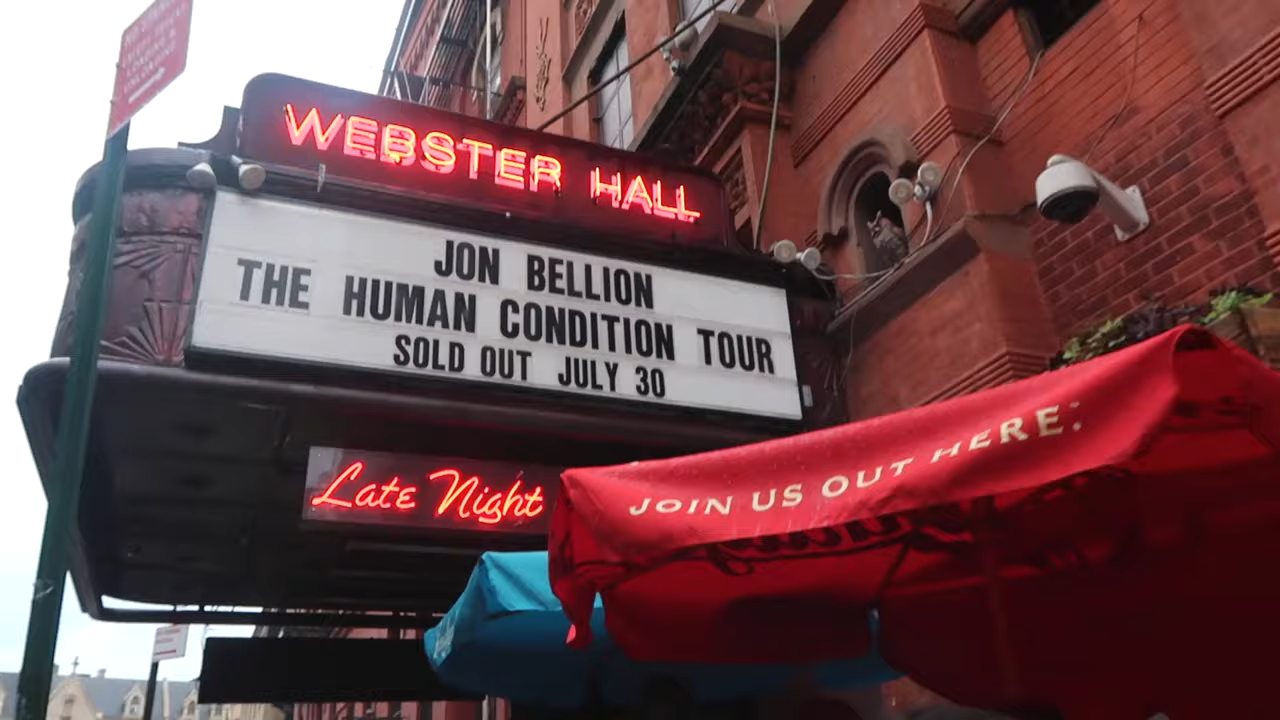 WEBSTER HALL
JON BELLION
THE HUMAN CONDITION TOUR
SOLD OUT JULY 30
Late Night
JOIN US OUT HERE: